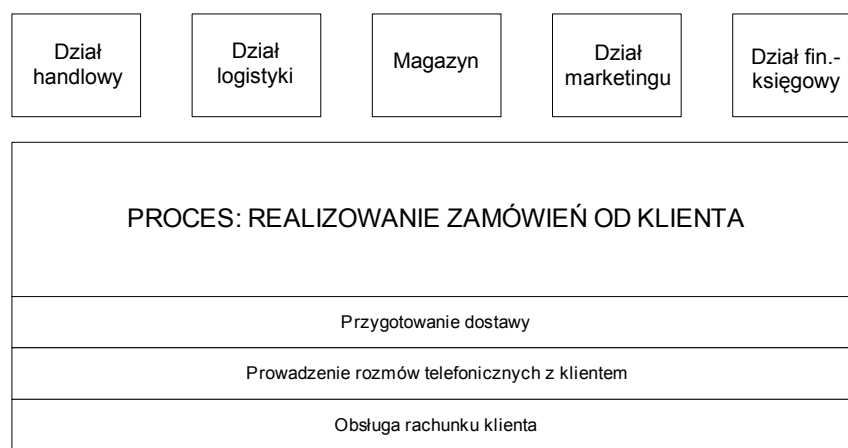 Dział
handlowy
Dział
logistyki
Magazyn
Dział
marketingu
Dział fin.-
księgowy
PROCES: REALIZOWANIE ZAMÓWIEŃ OD KLIENTA
Przygotowanie dostawy
Prowadzenie rozmów telefonicznych z klientem
Obsługa rachunku klienta